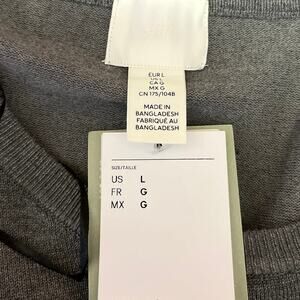 EUR L
US L
CA G
MX G
CN 175/104B
MADE IN
BANGLADESH
FABRIQUÉ AU
BANGLADESH
SIZE/TAILLE
US L
FR G
MX G